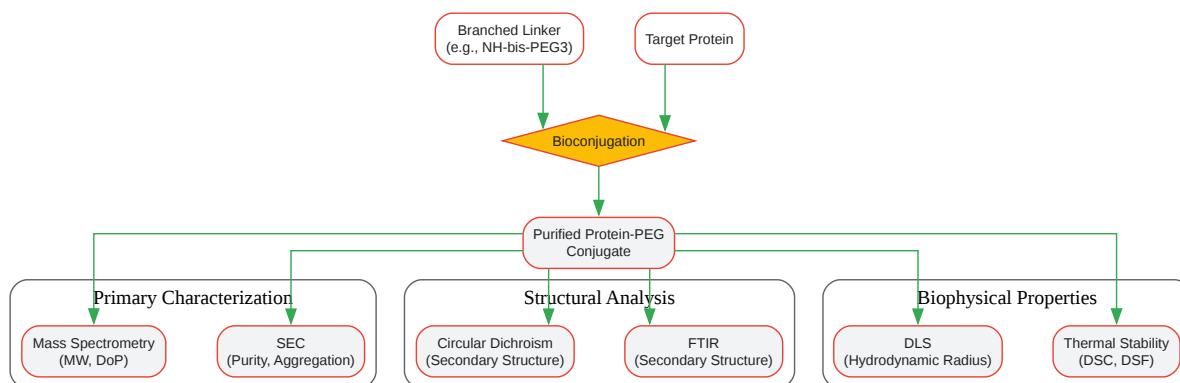 Branched Linker
(e.g., NH-bis-PEG3)
Target Protein
Bioconjugation
Purified Protein-PEG
Conjugate
Primary Characterization
Structural Analysis
Biophysical Properties
Mass Spectrometry
(MW, DoP)
SEC
(Purity, Aggregation)
Circular Dichroism
(Secondary Structure)
FTIR
(Secondary Structure)
DLS
(Hydrodynamic Radius)
Thermal Stability
(DSC, DSF)